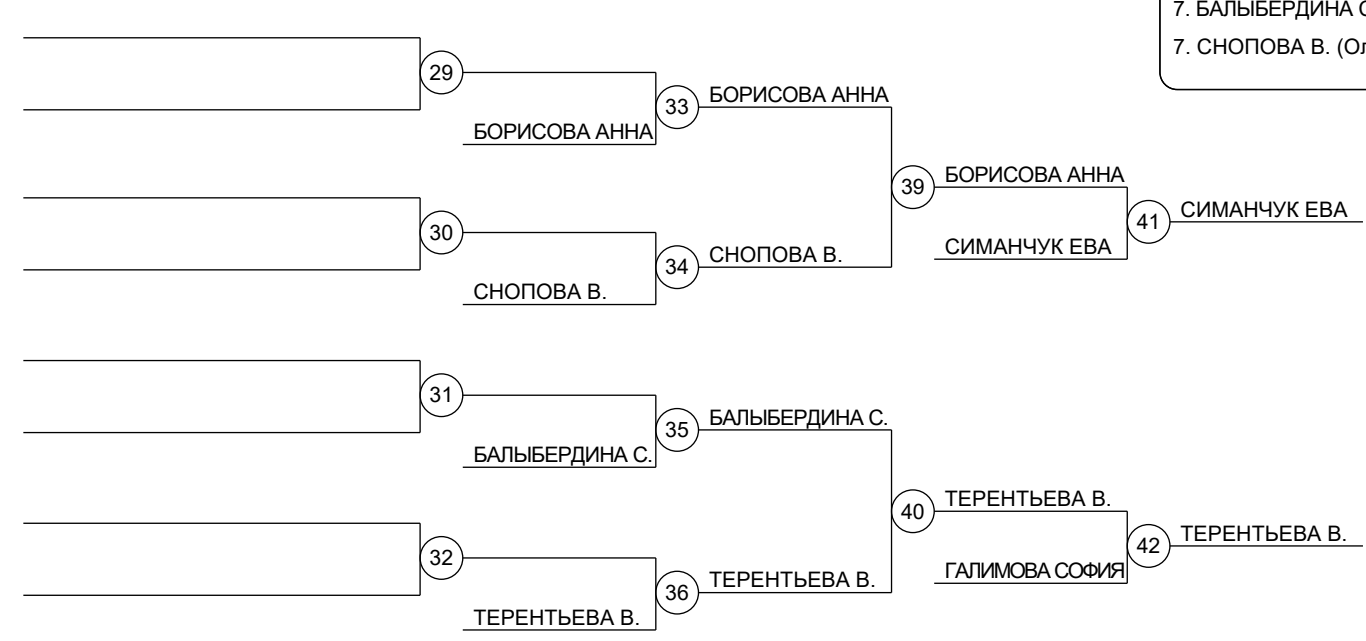 7. БАЛЫБЕРДИНА
7. СНОПОВА В.
29
33 БОРИСОВА АННА
БОРИСОВА АННА
39 БОРИСОВА АННА
41 СИМАНЧУК ЕВА
30
СИМАНЧУК ЕВА
34 СНОПОВА В.
СНОПОВА В.
31
35 БАЛЫБЕРДИНА С.
БАЛЫБЕРДИНА С.
40 ТЕРЕНТЬЕВА В.
42 ТЕРЕНТЬЕВА В.
32
ГАЛИМОВА СОФИЯ
36 ТЕРЕНТЬЕВА В.
ТЕРЕНТЬЕВА В.